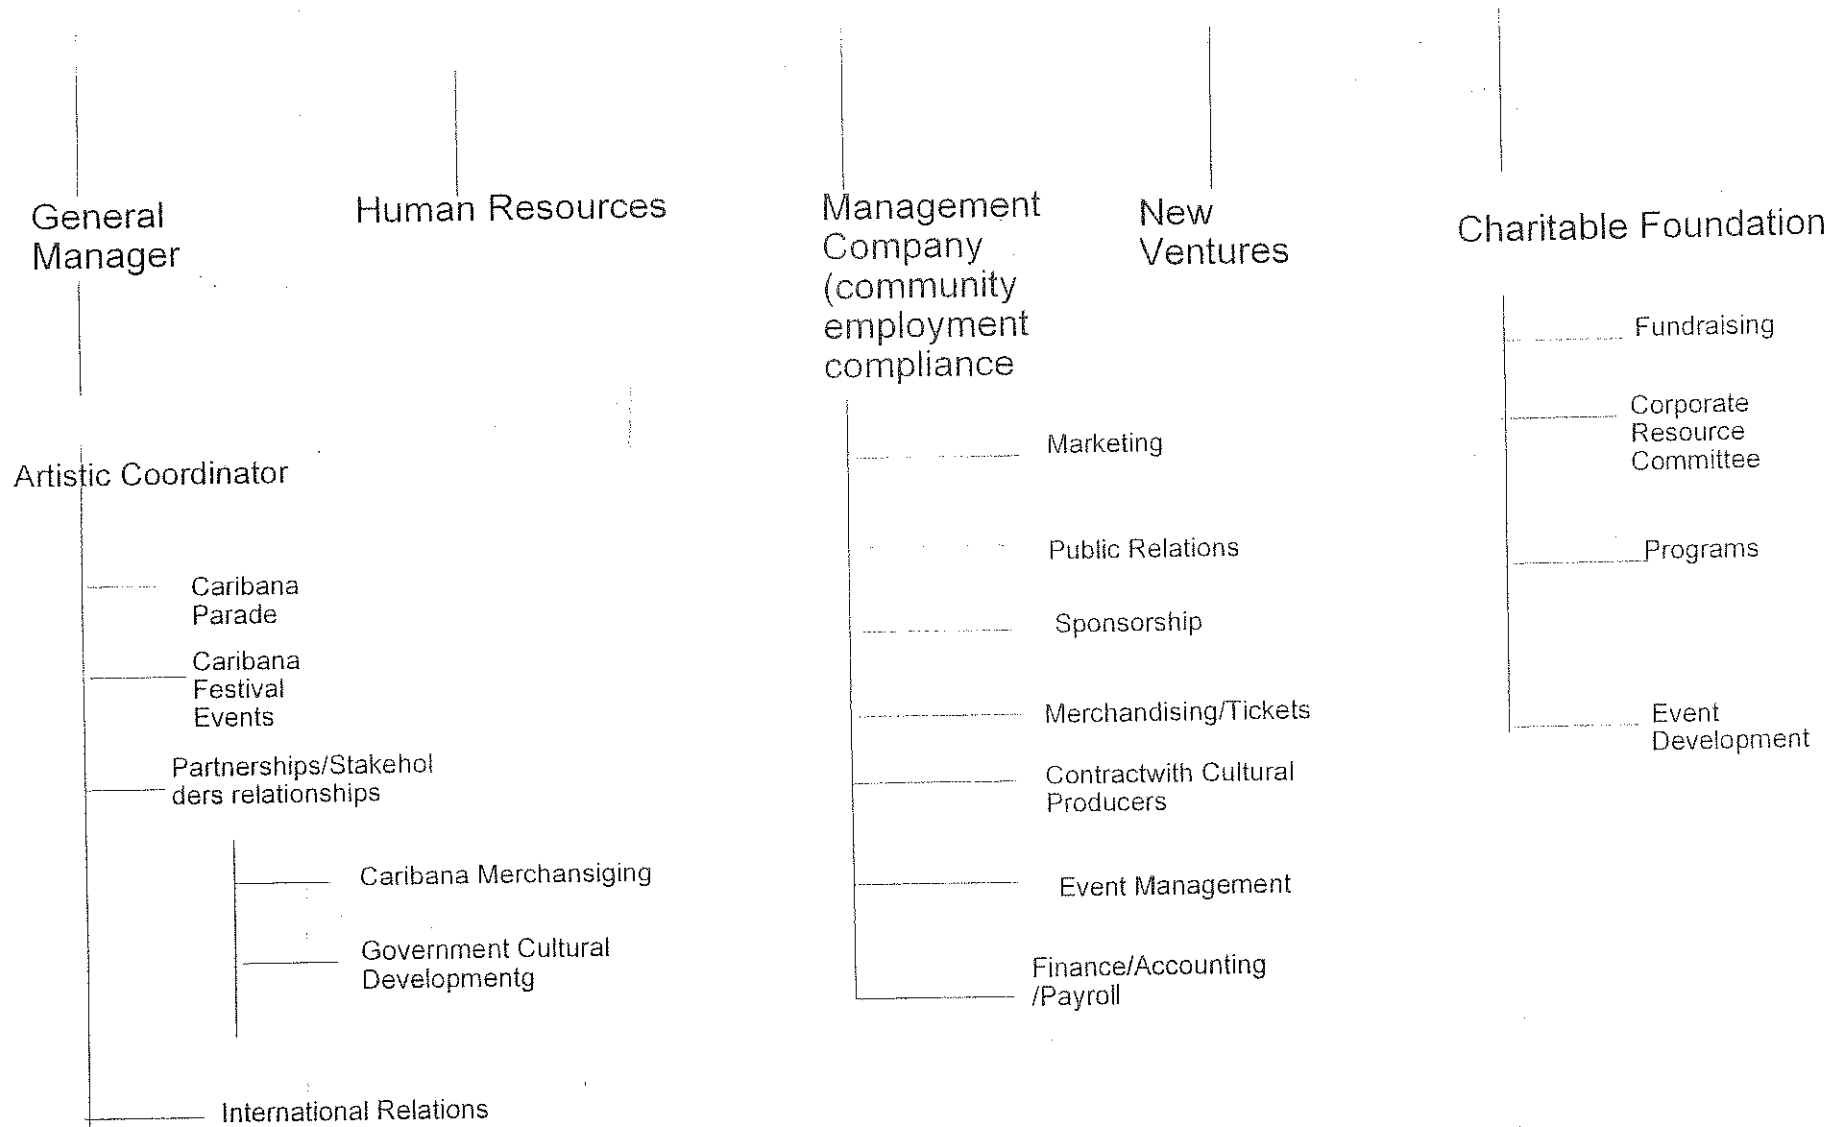 General
Manager
Human Resources
Management
Company
(community
employment
compliance
New
Ventures
Charitable Foundation
Artistic Coordinator
Caribana
Parade
Caribana
Festival
Events
Partnerships/Stakehol
ders relationships
Caribana Merchansiging
Government Cultural
Developmentg
International Relations
Marketing
Public Relations
Sponsorship
Merchandising/Tickets
Contractwith Cultural
Producers
Event Management
Finance/Accounting
/Payroll
Fundraising
Corporate
Resource
Committee
Programs
Event
Development